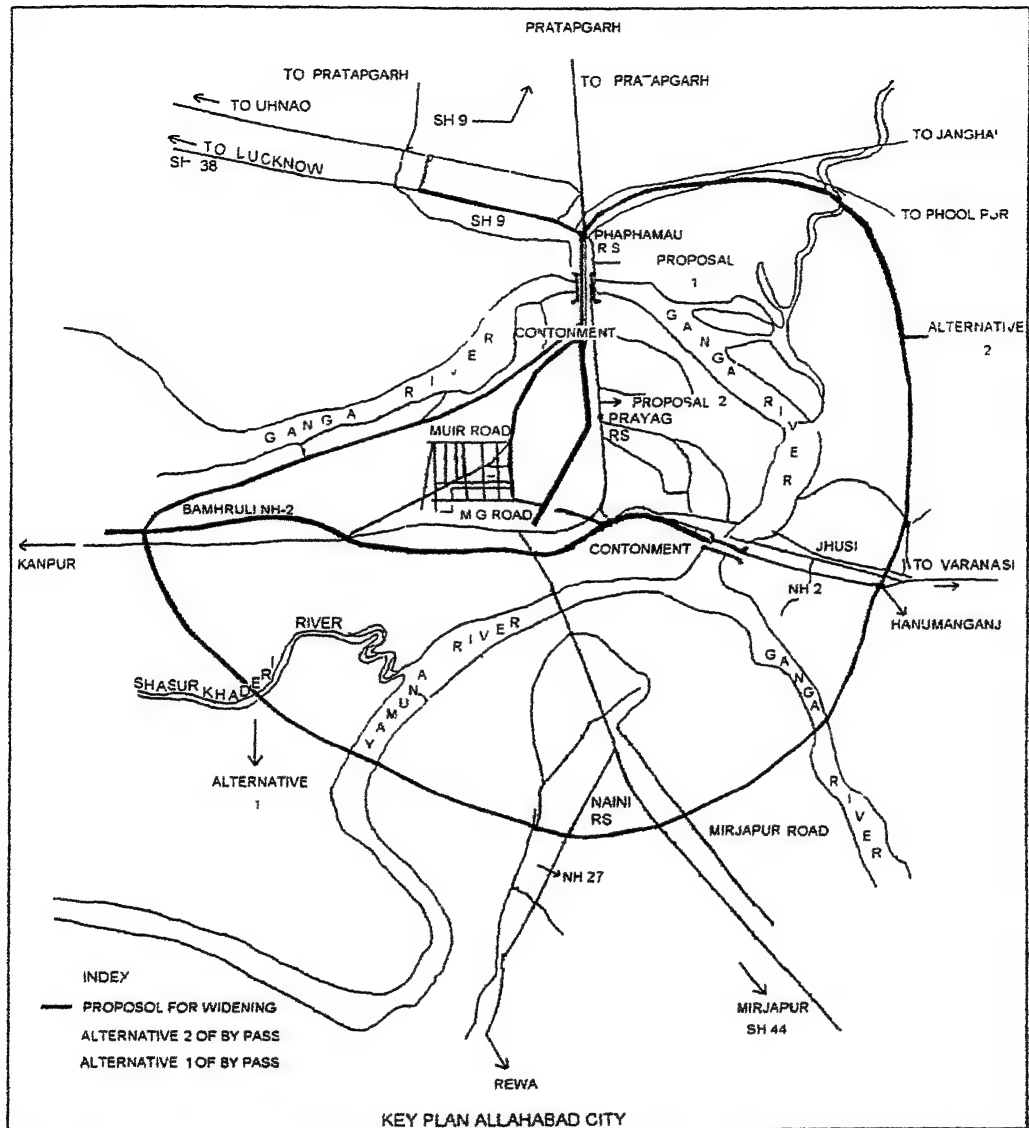 PRATAPGARH
TO PRATAPGARH
TO PRATAPGARH
TO UHNAO
SH 9
TO LUCKNOW
SH 38
TO JANGHAI
SH 9
TO PHOOL PUR
PHAPHAMAU
RS
PROPOSAL
1
GANGA RIVER
CONTONMENT
GANGA RIVER
ALTERNATIVE
2
PROPOSAL 2
PRAYAG
RS
MUIR ROAD
BAMHRULI NH-2
M G ROAD
KANPUR
CONTONMENT
JHUSI
TO VARANASI
NH 2
HANUMANGANJ
SHASUR KHADERI RIVER
YAMUNA RIVER
GANGA RIVER
ALTERNATIVE
1
NAINI
RS
MIRJAPUR ROAD
NH 27
INDEX
PROPOSOL FOR WIDENING
ALTERNATIVE 2 OF BY PASS
ALTERNATIVE 1 OF BY PASS
MIRJAPUR
SH 44
REWA
KEY PLAN ALLAHABAD CITY